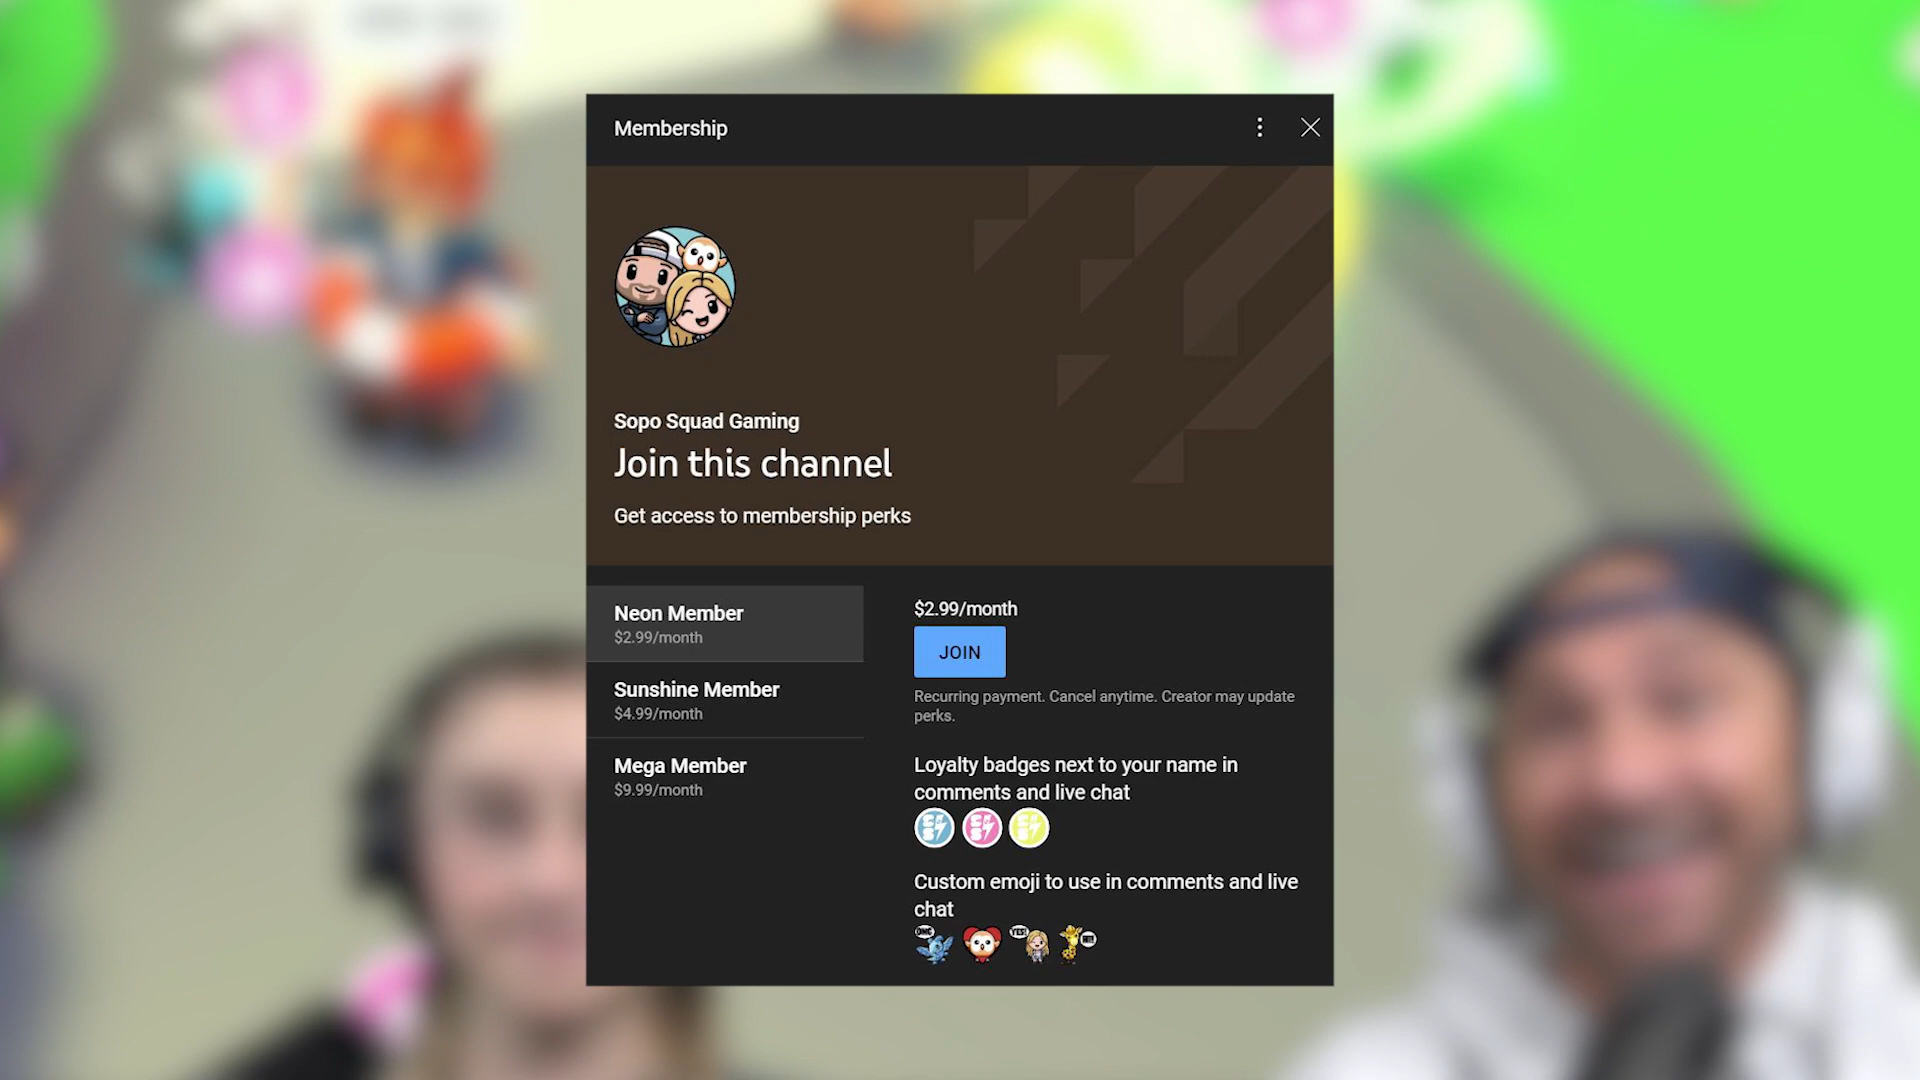 Membership
Sopo Squad Gaming
Join this channel
Get access to membership perks
Neon Member
$2.99/month
Sunshine Member
$4.99/month
Mega Member
$9.99/month
$2.99/month
JOIN
Recurring payment. Cancel anytime. Creator may update
perks.
Loyalty badges next to your name in
comments and live chat
Custom emoji to use in comments and live
chat
OMG
YES!